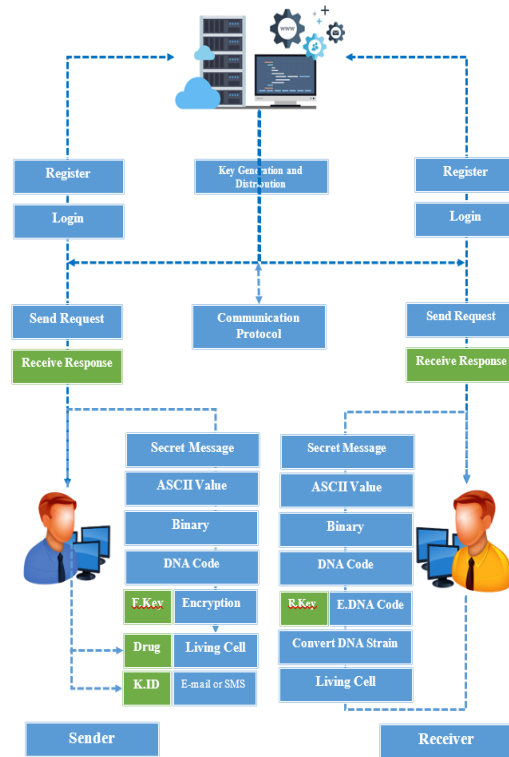 WWW
Register
Key Generation and
Distribution
Register
Login
Login
Send Request
Communication
Protocol
Send Request
Receive Response
Receive Response
Secret Message
ASCII Value
Binary
DNA Code
F.Key
Encryption
Drug
Living Cell
K.ID
E-mail or SMS
Secret Message
ASCII Value
Binary
DNA Code
R.Key
E.DNA Code
Convert DNA Strain
Living Cell
Sender
Receiver